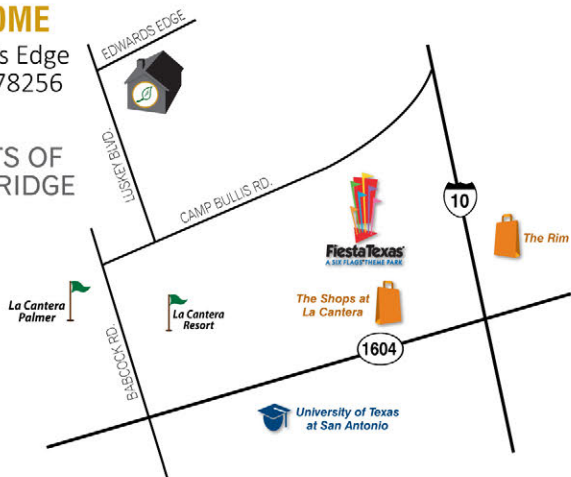 OME
s Edge
78256
TS OF
RIDGE
EDWARDS EDGE
LUSKEY BLVD.
CAMP BULLIS RD.
10
Fiesta Texas
A SIX FLAGS THEME PARK
The Rim
La Cantera
Palmer
La Cantera
Resort
The Shops at
La Cantera
BABCOCK RD.
1604
University of Texas
at San Antonio